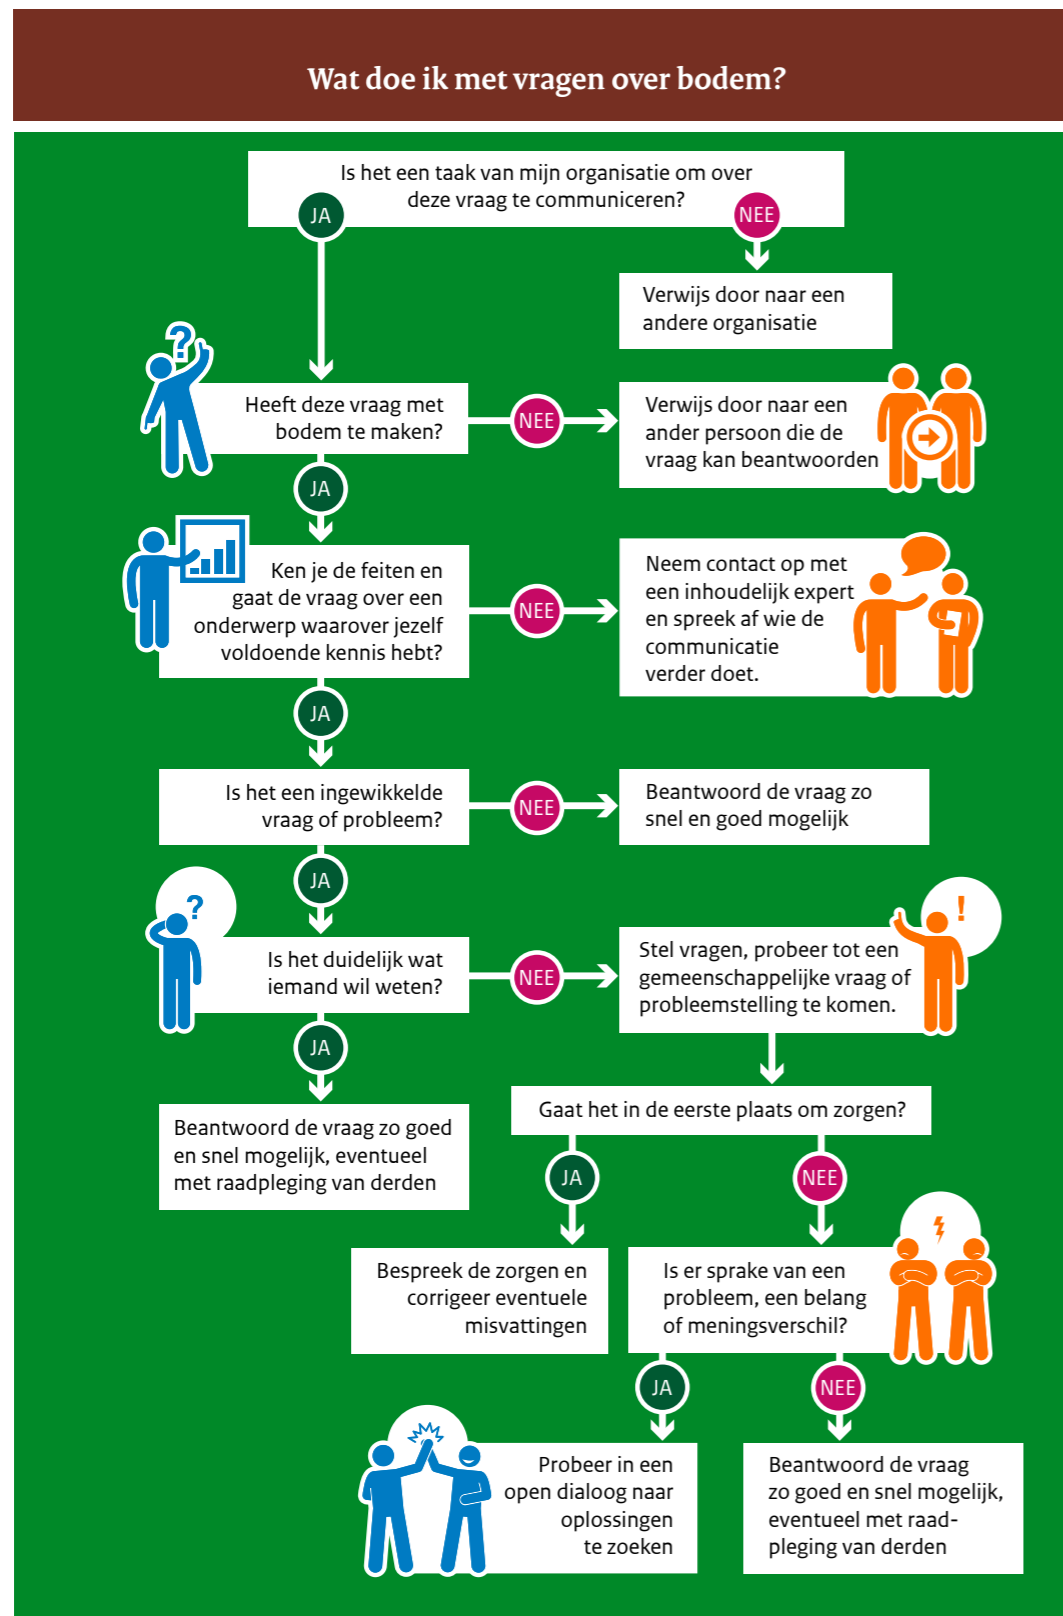 Wat doe ik met vragen over bodem?
Is het een taak van mijn organisatie om over
deze vraag te communiceren?
JA
NEE
Verwijs door naar een
andere organisatie
?
Heeft deze vraag met
bodem te maken?
NEE
Verwijs door naar een
ander persoon die de
vraag kan beantwoorden
JA
Ken je de feiten en
gaat de vraag over een
onderwerp waarover jezelf
voldoende kennis hebt?
NEE
Neem contact op met
een inhoudelijk expert
en spreek af wie de
communicatie
verder doet.
JA
Is het een ingewikkelde
vraag of probleem?
NEE
Beantwoord de vraag zo
snel en goed mogelijk
JA
?
Is het duidelijk wat
iemand wil weten?
NEE
!
Stel vragen, probeer tot een
gemeenschappelijke vraag of
probleemstelling te komen.
JA
Beantwoord de vraag zo goed
en snel mogelijk, eventueel
met raadpleging van derden
Gaat het in de eerste plaats om zorgen?
JA
NEE
Bespreek de zorgen en
corrigeer eventuele
misvattingen
Is er sprake van een
probleem, een belang
of meningsverschil?
JA
NEE
Probeer in een
open dialoog naar
oplossingen
te zoeken
Beantwoord de vraag
zo goed en snel mogelijk,
eventueel met raad-
pleging van derden